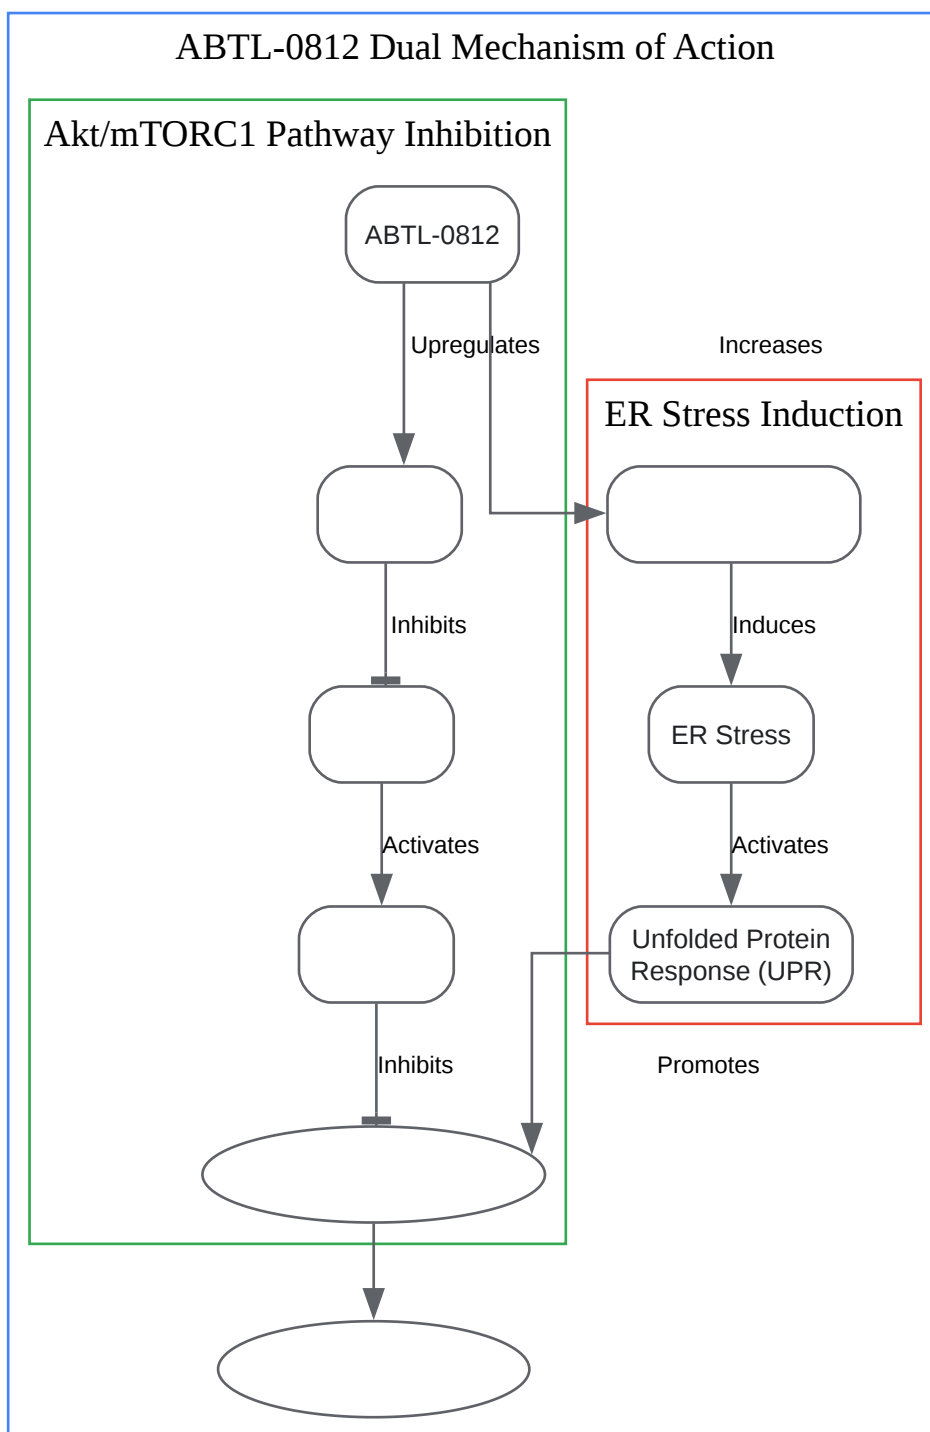 ABTL-0812 Dual Mechanism of Action
Akt/mTORC1 Pathway Inhibition
ABTL-0812
Upregulates
Increases
ER Stress Induction
Inhibits
Induces
ER Stress
Activates
Activates
Unfolded Protein
Response (UPR)
Inhibits
Promotes